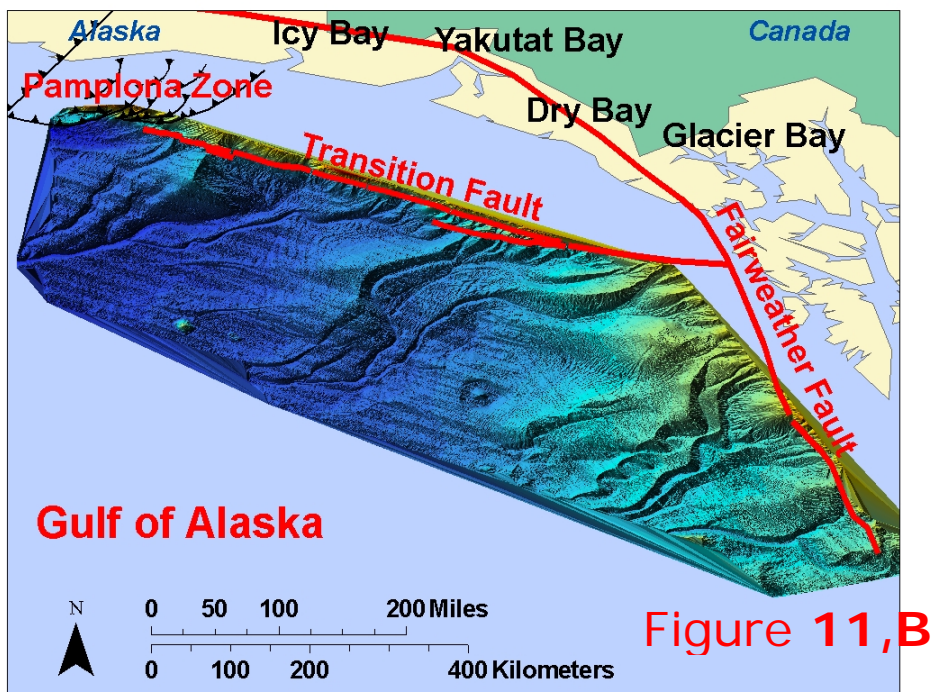 Alaska
Icy Bay
Yakutat Bay
Canada
Pamplona Zone
Dry Bay
Glacier Bay
Transition Fault
Fairweather Fault
Gulf of Alaska
N
0 50 100 200 Miles
0 100 200 400 Kilometers
Figure 11,B